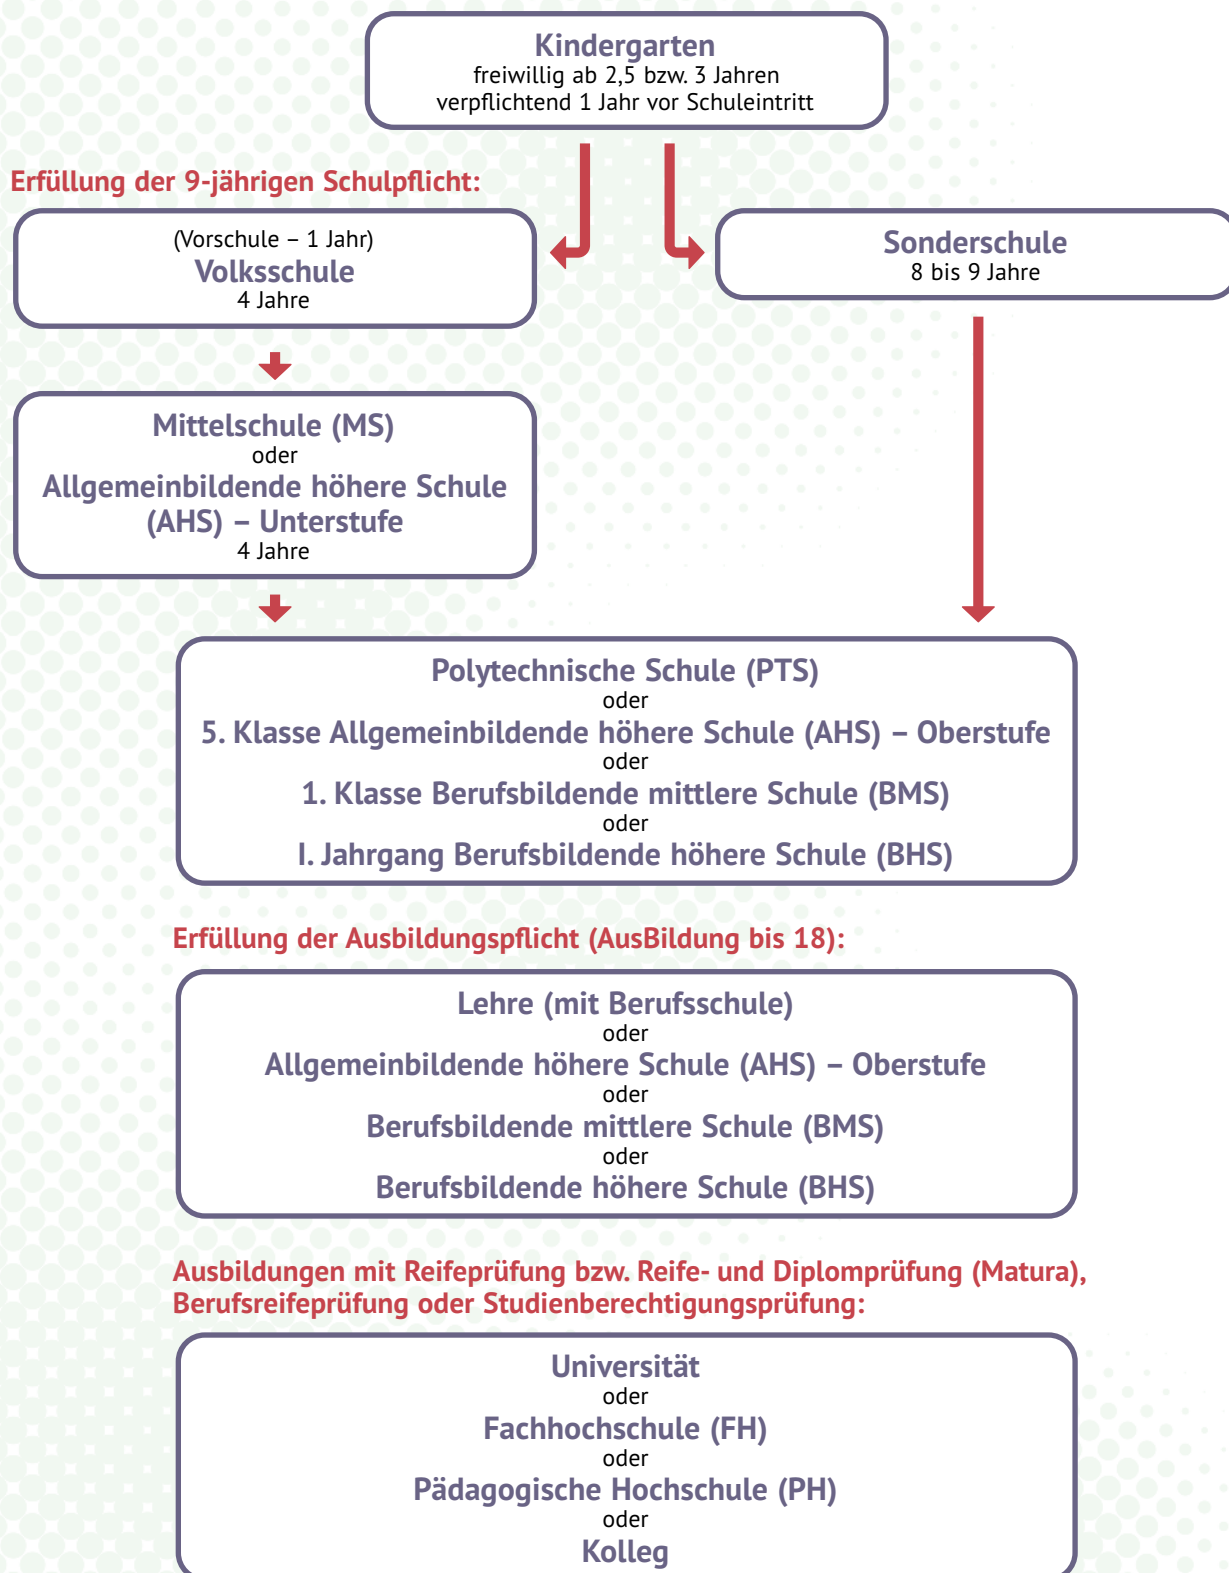 Kindergarten
freiwillig ab 2,5 bzw. 3 Jahren
verpflichtend 1 Jahr vor Schuleintritt
Erfüllung der 9-jährigen Schulpflicht:
(Vorschule – 1 Jahr)
Volksschule
4 Jahre
Sonderschule
8 bis 9 Jahre
Mittelschule (MS)
oder
Allgemeinbildende höhere Schule
(AHS) – Unterstufe
4 Jahre
Polytechnische Schule (PTS)
oder
5. Klasse Allgemeinbildende höhere Schule (AHS) – Oberstufe
oder
1. Klasse Berufsbildende mittlere Schule (BMS)
oder
I. Jahrgang Berufsbildende höhere Schule (BHS)
Erfüllung der Ausbildungspflicht (AusBildung bis 18):
Lehre (mit Berufsschule)
oder
Allgemeinbildende höhere Schule (AHS) – Oberstufe
oder
Berufsbildende mittlere Schule (BMS)
oder
Berufsbildende höhere Schule (BHS)
Ausbildungen mit Reifeprüfung bzw. Reife- und Diplomprüfung (Matura),
Berufsreifeprüfung oder Studienberechtigungsprüfung:
Universität
oder
Fachhochschule (FH)
oder
Pädagogische Hochschule (PH)
oder
Kolleg